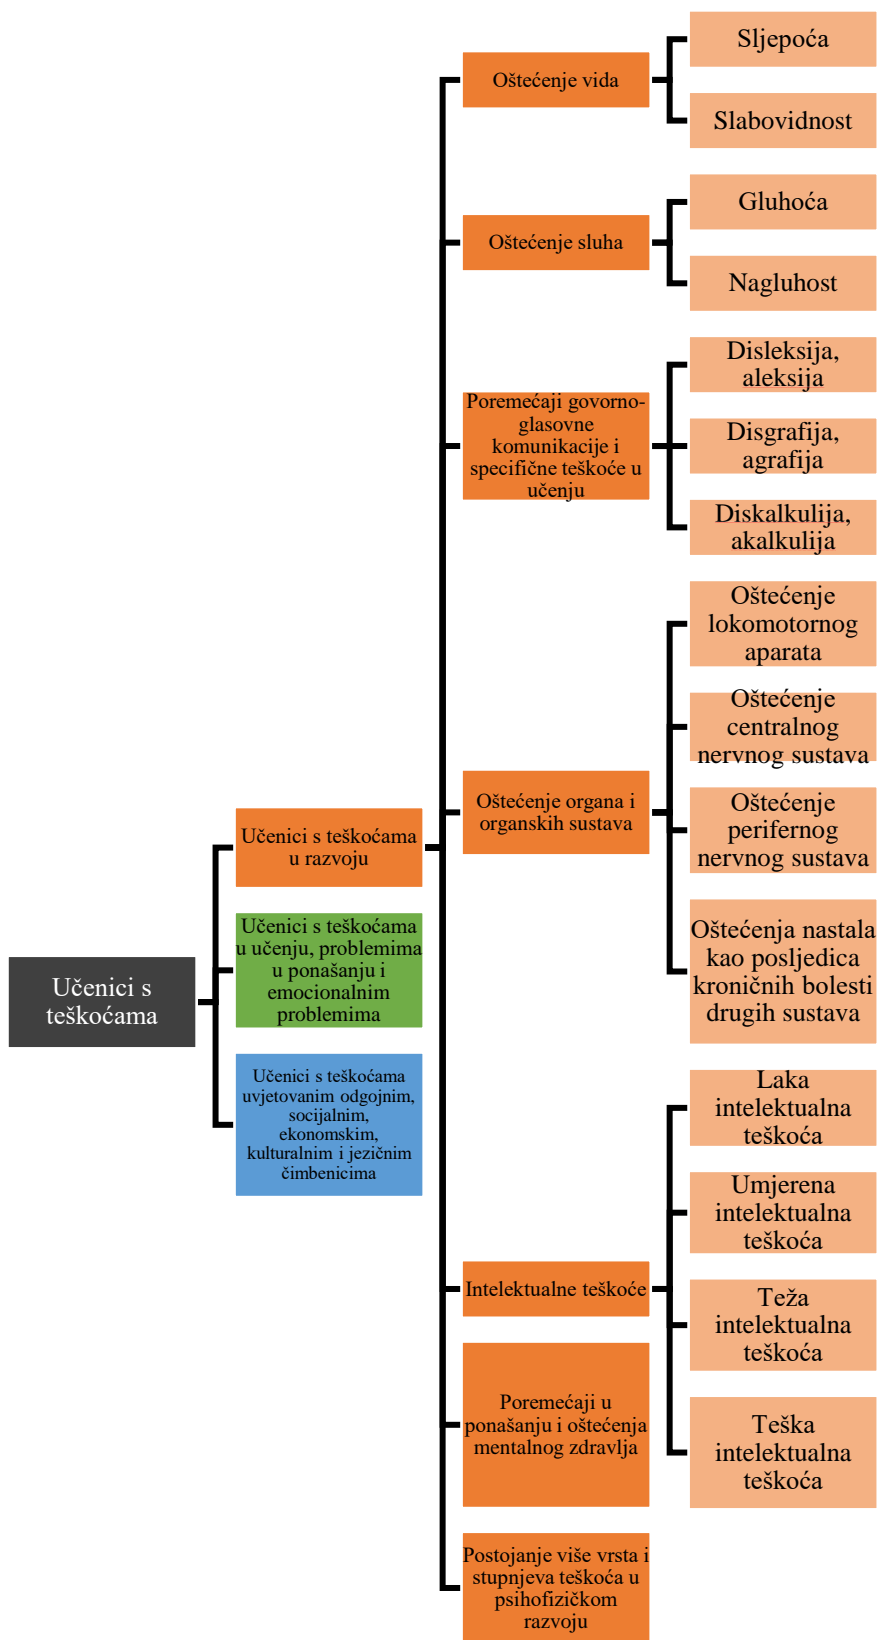 Učenici s
teškoćama
Učenici s teškoćama
u razvoju
Oštećenje vida
Sljepoća
Slabovidnost
Oštećenje sluha
Gluhoća
Nagluhost
Poremećaji govorno-
glasovne
komunikacije i
specifične teškoće u
učenju
Disleksija,
aleksija
Disgrafija,
agrafija
Diskalkulija,
akalkulija
Oštećenje organa i
organskih sustava
Oštećenje
lokomotornog
aparata
Oštećenje
centralnog
nervnog sustava
Oštećenje
perifernog
nervnog sustava
Oštećenja nastala
kao posljedica
kroničnih bolesti
drugih sustava
Intelektualne teškoće
Laka
intelektualna
teškoća
Umjerena
intelektualna
teškoća
Teža
intelektualna
teškoća
Teška
intelektualna
teškoća
Poremećaji u
ponašanju i oštećenja
mentalnog zdravlja
Postojanje više vrsta i
stupnjeva teškoća u
psihofizičkom
razvoju
Učenici s teškoćama
u učenju, problemima
u ponašanju i
emocionalnim
problemima
Učenici s teškoćama
uvjetovanim odgojnim,
socijalnim,
ekonomskim,
kulturalnim i jezičnim
čimbenicima